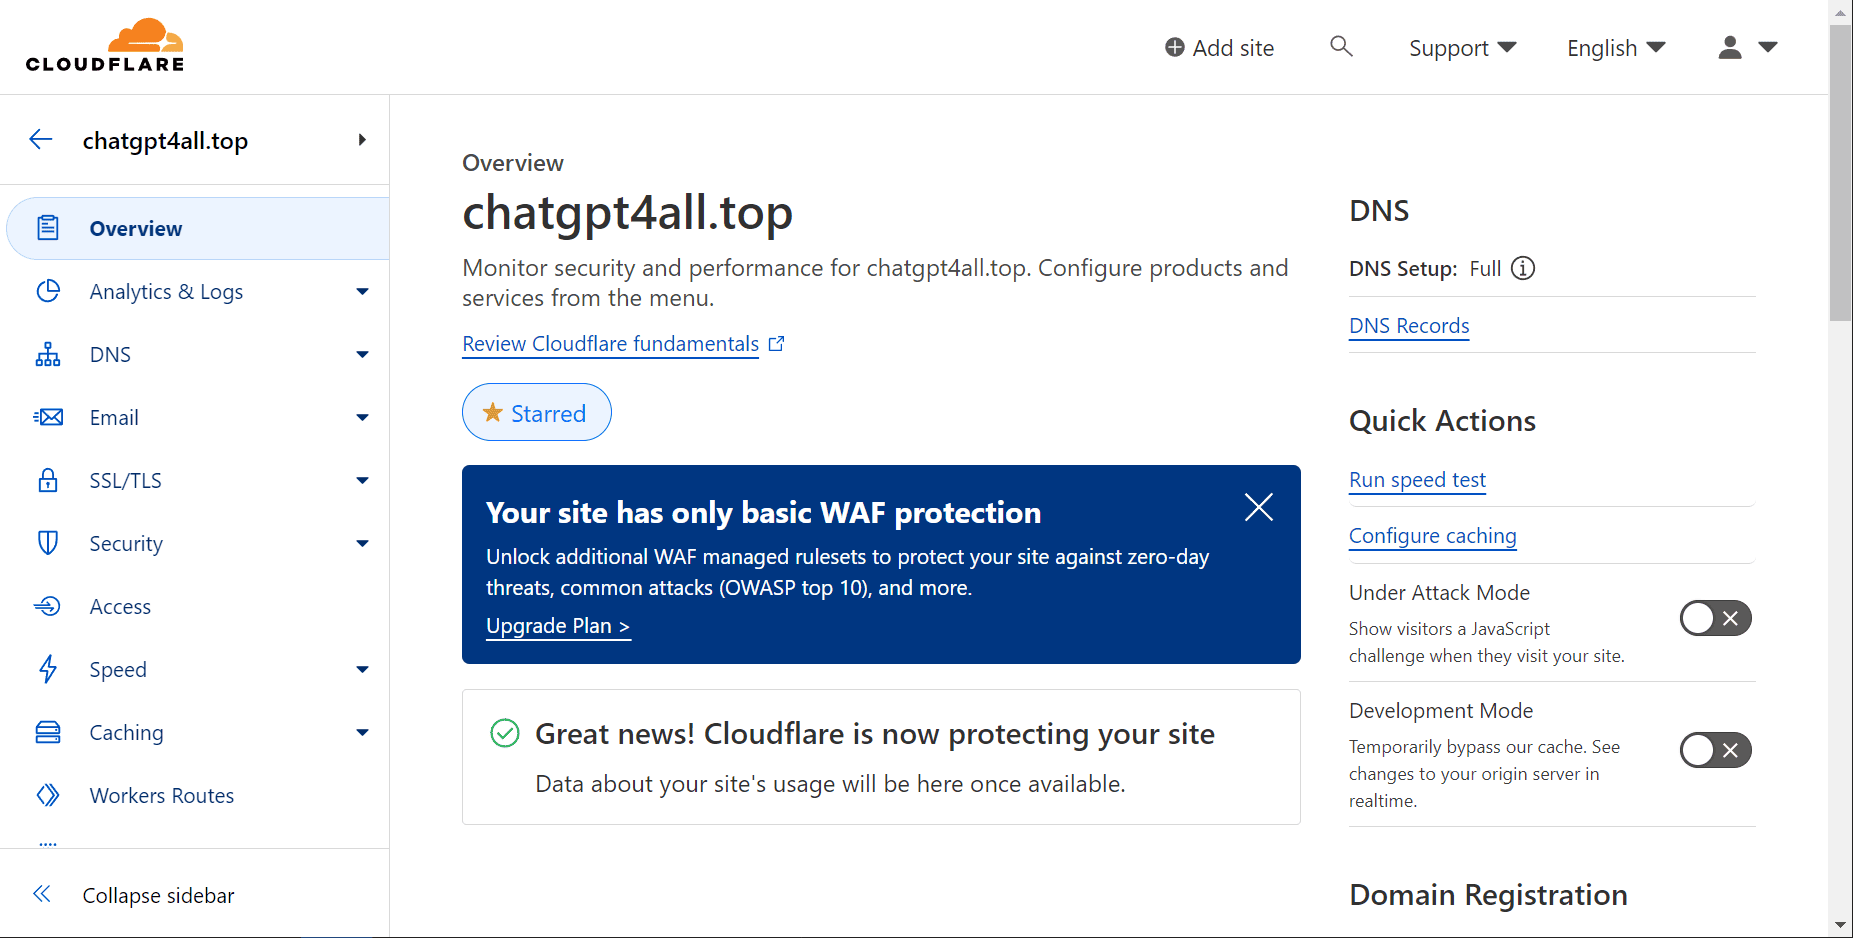 CLOUDFLARE
Add site
Support
English
chatgpt4all.top
Overview
Analytics & Logs
DNS
Email
SSL/TLS
Security
Access
Speed
Caching
Workers Routes
Collapse sidebar
Overview
chatgpt4all.top
Monitor security and performance for chatgpt4all.top. Configure products and
services from the menu.
Review Cloudflare fundamentals
Starred
Your site has only basic WAF protection
Unlock additional WAF managed rulesets to protect your site against zero-day
threats, common attacks (OWASP top 10), and more.
Upgrade Plan >
Great news! Cloudflare is now protecting your site
Data about your site's usage will be here once available.
DNS
DNS Setup: Full
DNS Records
Quick Actions
Run speed test
Configure caching
Under Attack Mode
Show visitors a JavaScript
challenge when they visit your site.
Development Mode
Temporarily bypass our cache. See
changes to your origin server in
realtime.
Domain Registration